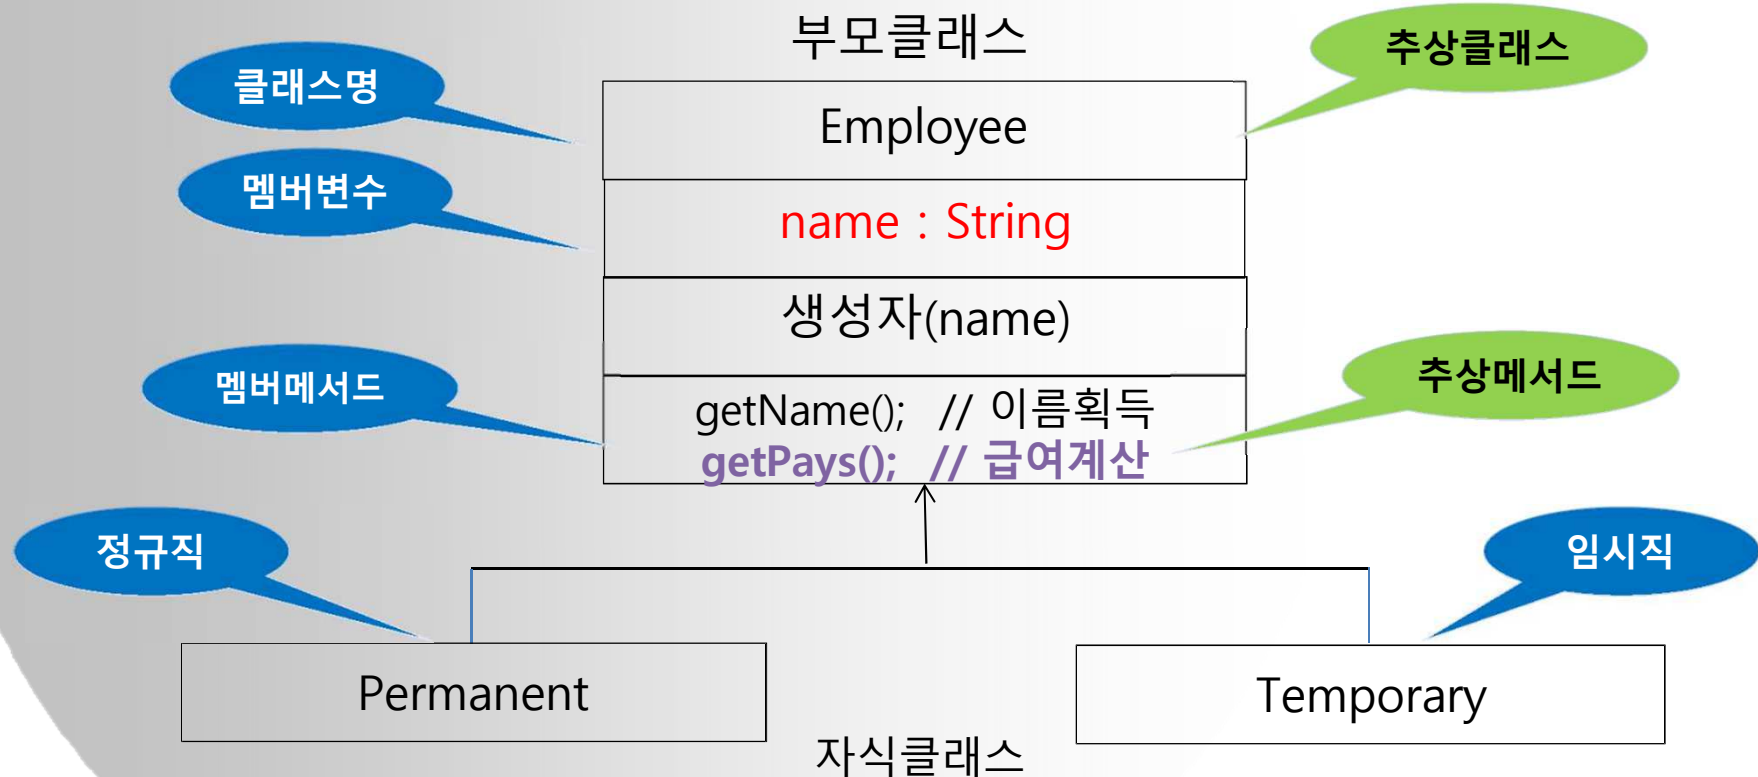 부모클래스
추상클래스
클래스명
Employee
멤버변수
name : String
생성자(name)
멤버메서드
추상메서드
getName(); // 이름획득
getPays(); // 급여계산
정규직
임시직
Permanent
Temporary
자식클래스